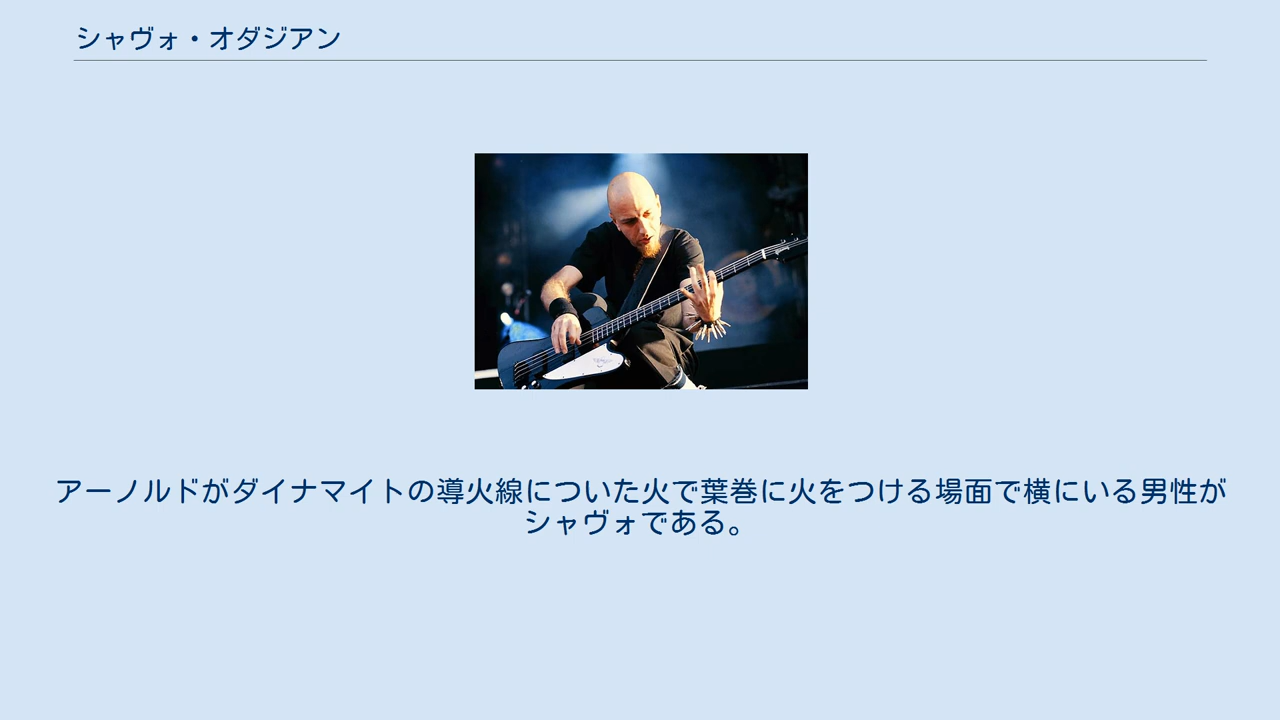 シャヴォ・オダジアン
アーノルドがダイナマイトの導火線についた火で葉巻に火をつける場面で横にいる男性が
シャヴォである。